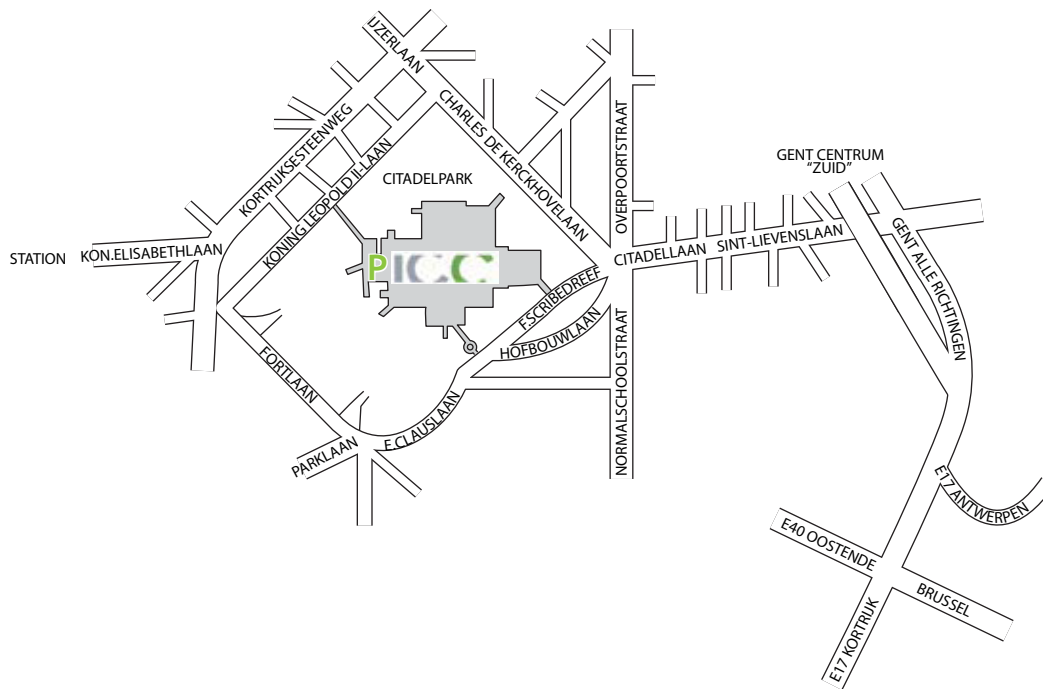 IJZERLAAN
KORTRIJKSESTEENWEG
KONING LEOPOLD II-LAAN
CHARLES DE KERCKHOVELAAN
OVERPOORTSTRAAT
CITADELPARK
GENT CENTRUM
"ZUID"
STATION
KON.ELISABETHLAAN
P ICC
CITADELLAAN
SINT-LIEVENSLAAN
GENT ALLE RICHTINGEN
F.SCRIBEDREEF
HOFBOUWLAAN
NORMALSCHOOLSTRAAT
FORTLAAN
E.CLAUSLAAN
PARKLAAN
E17 ANTWERPEN
E40 OOSTENDE
BRUSSEL
E17 KORTRIJK